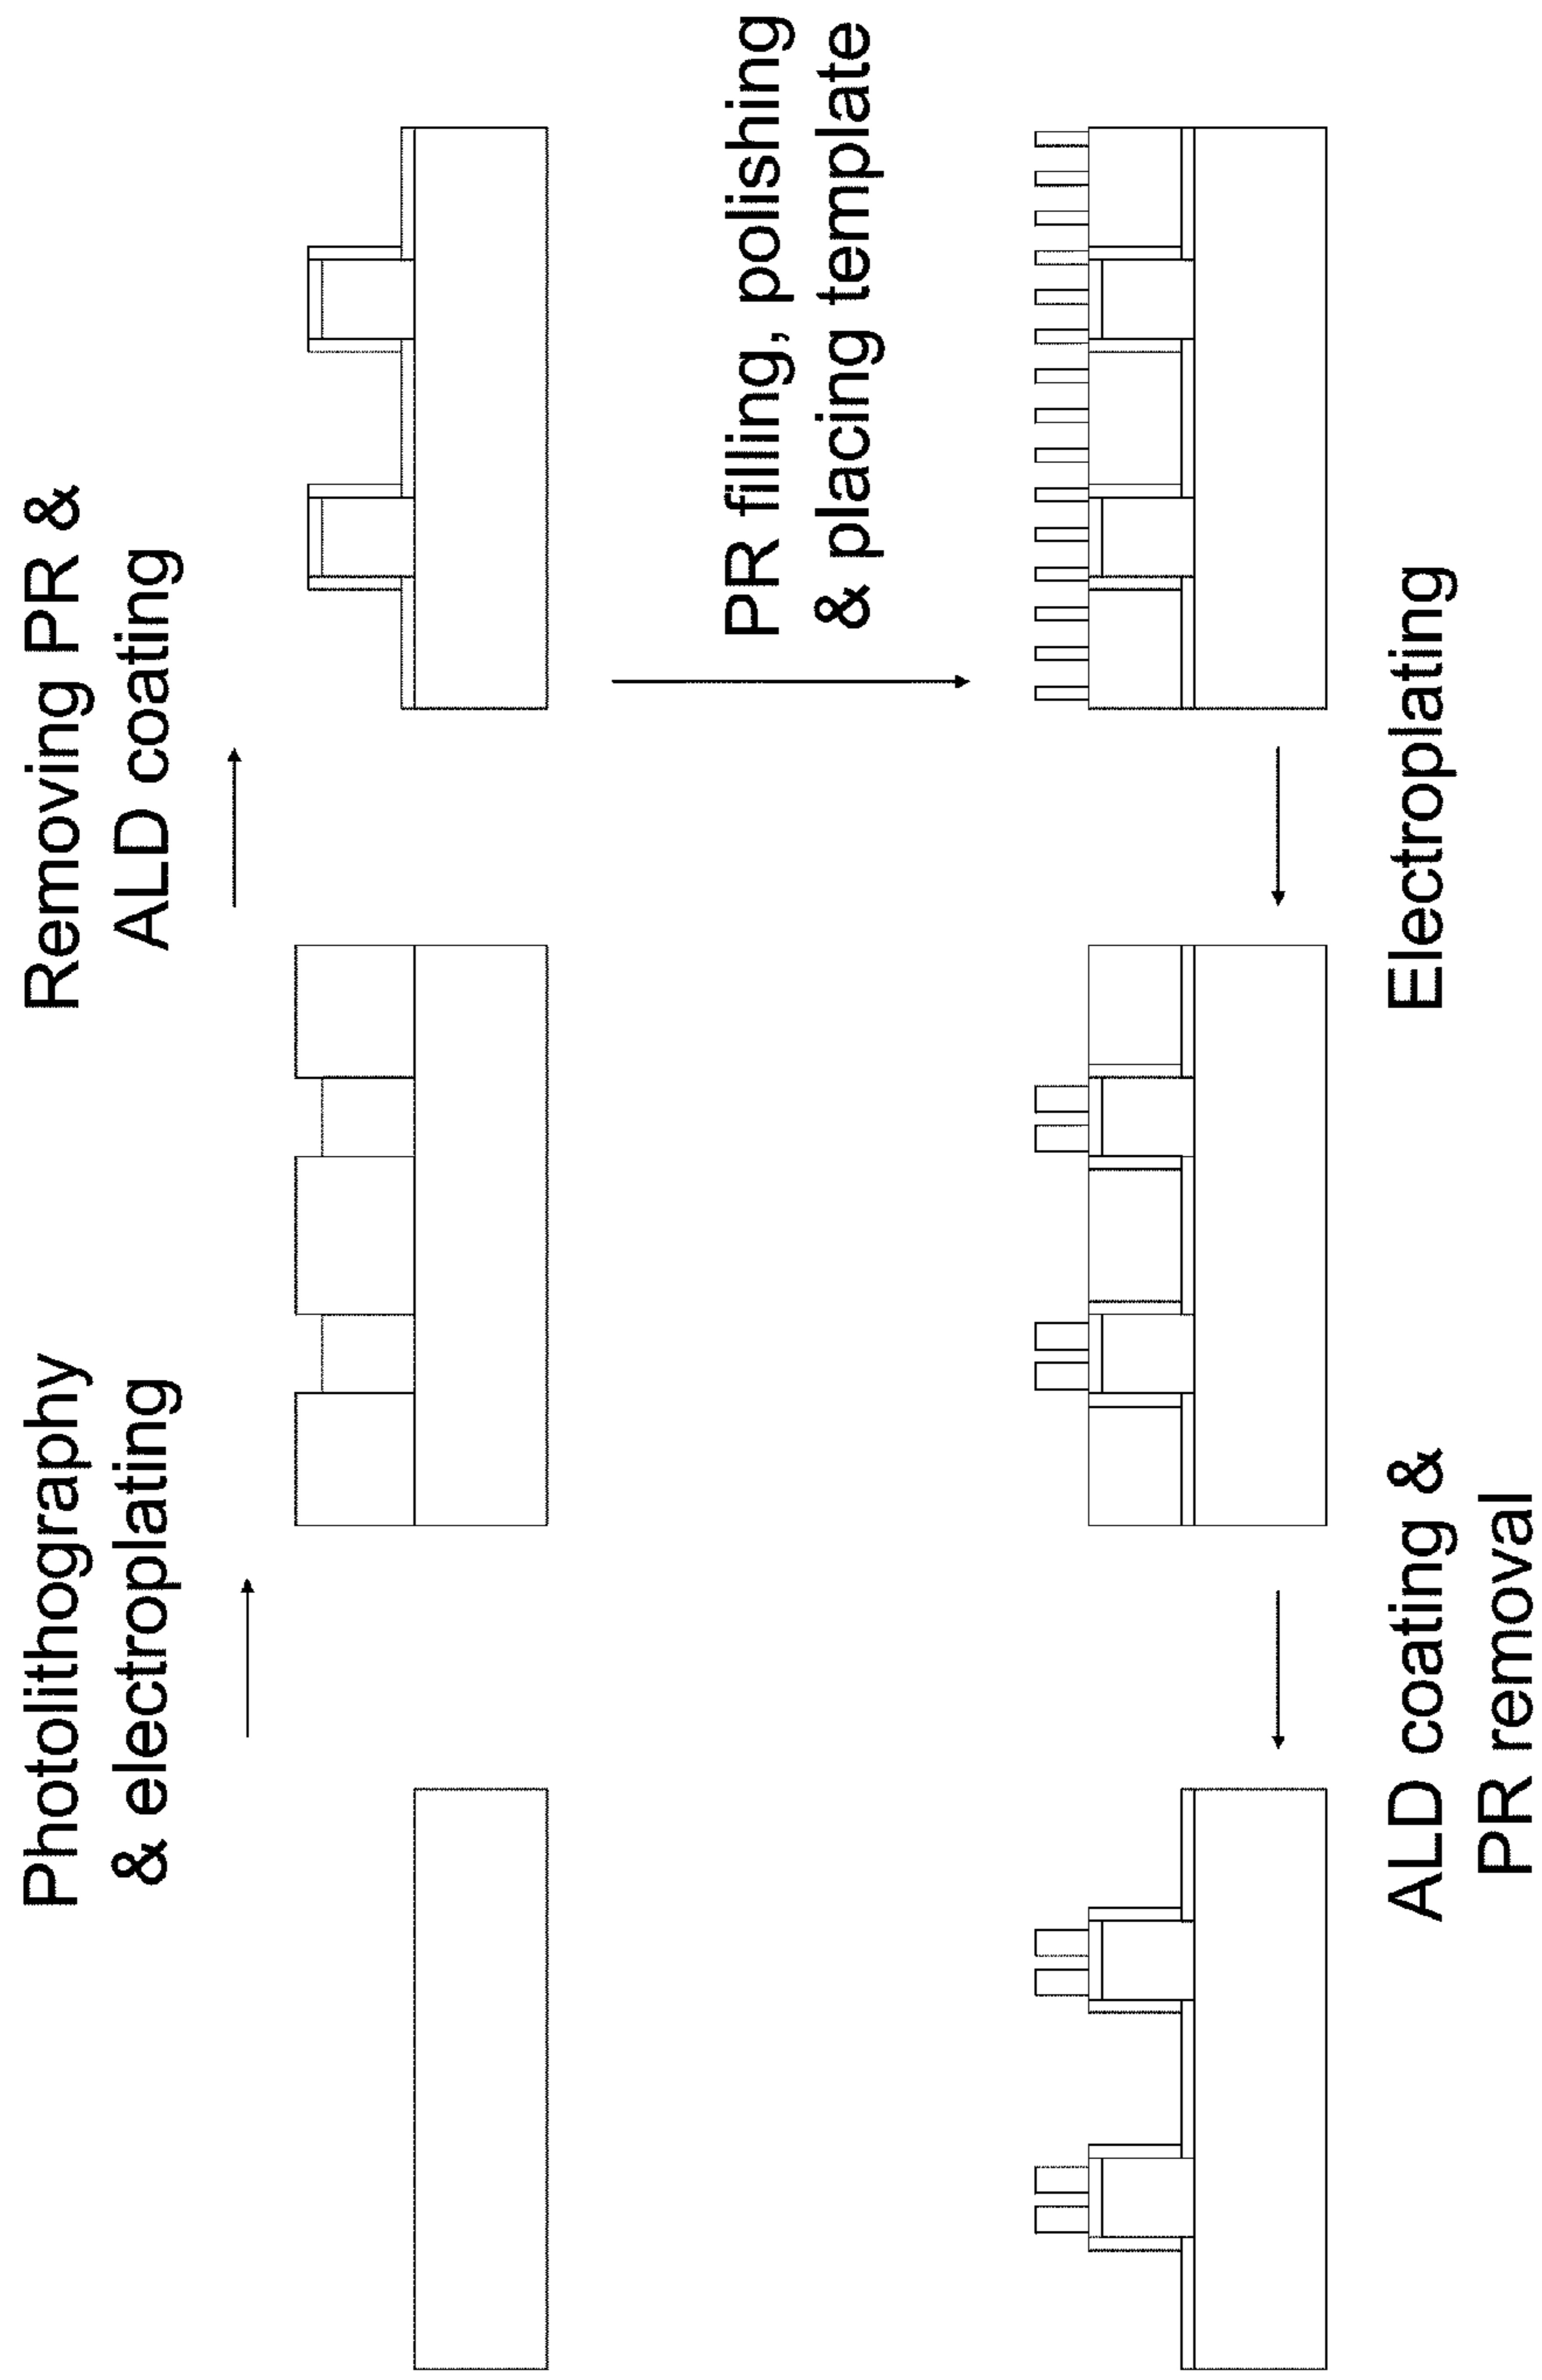 Photolithography
& electroplating
Removing PR &
ALD coating
PR filling, polishing
& placing template
Electroplating
ALD coating &
PR removal